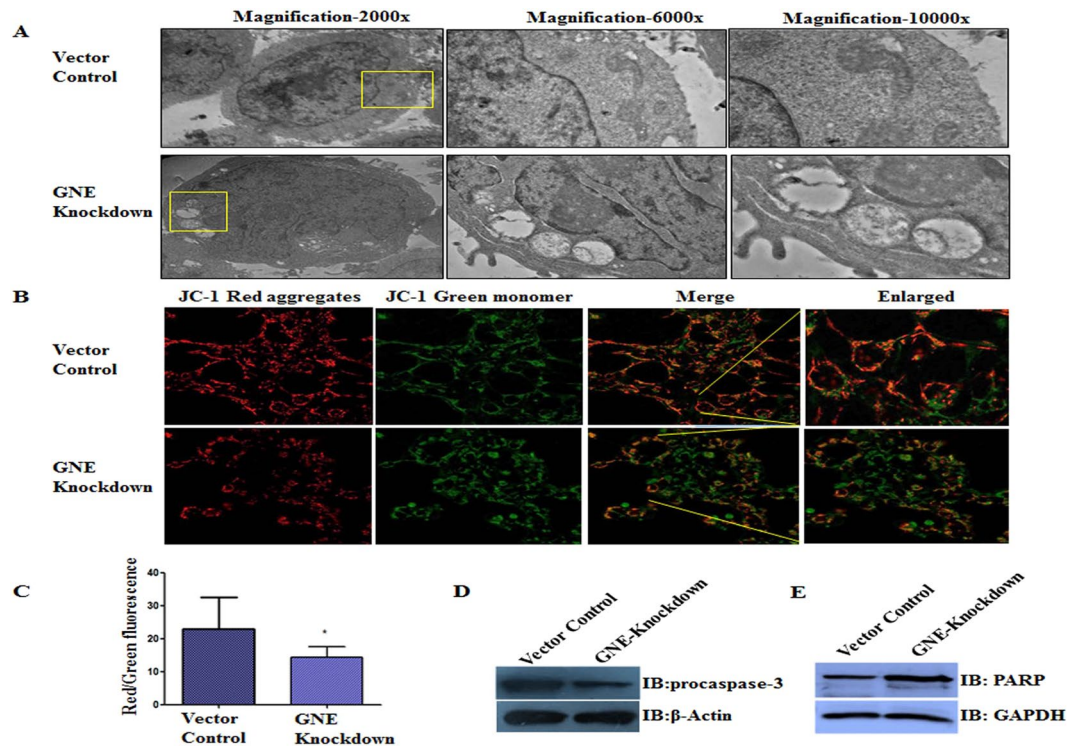 Magnification-2000x Magnification-6000x Magnification-10000x
A
Vector
Control
GNE
Knockdown
B
JC-1 Red aggregates JC-1 Green monomer Merge Enlarged
Vector
Control
GNE
Knockdown
C
Red/Green fluorescence
40
30
20
10
0
*
Vector
Control
GNE
Knockdown
D
Vector Control
GNE-Knockdown
IB:procaspase-3
IB:β-Actin
E
Vector Control
GNE-Knockdown
IB: PARP
IB: GAPDH